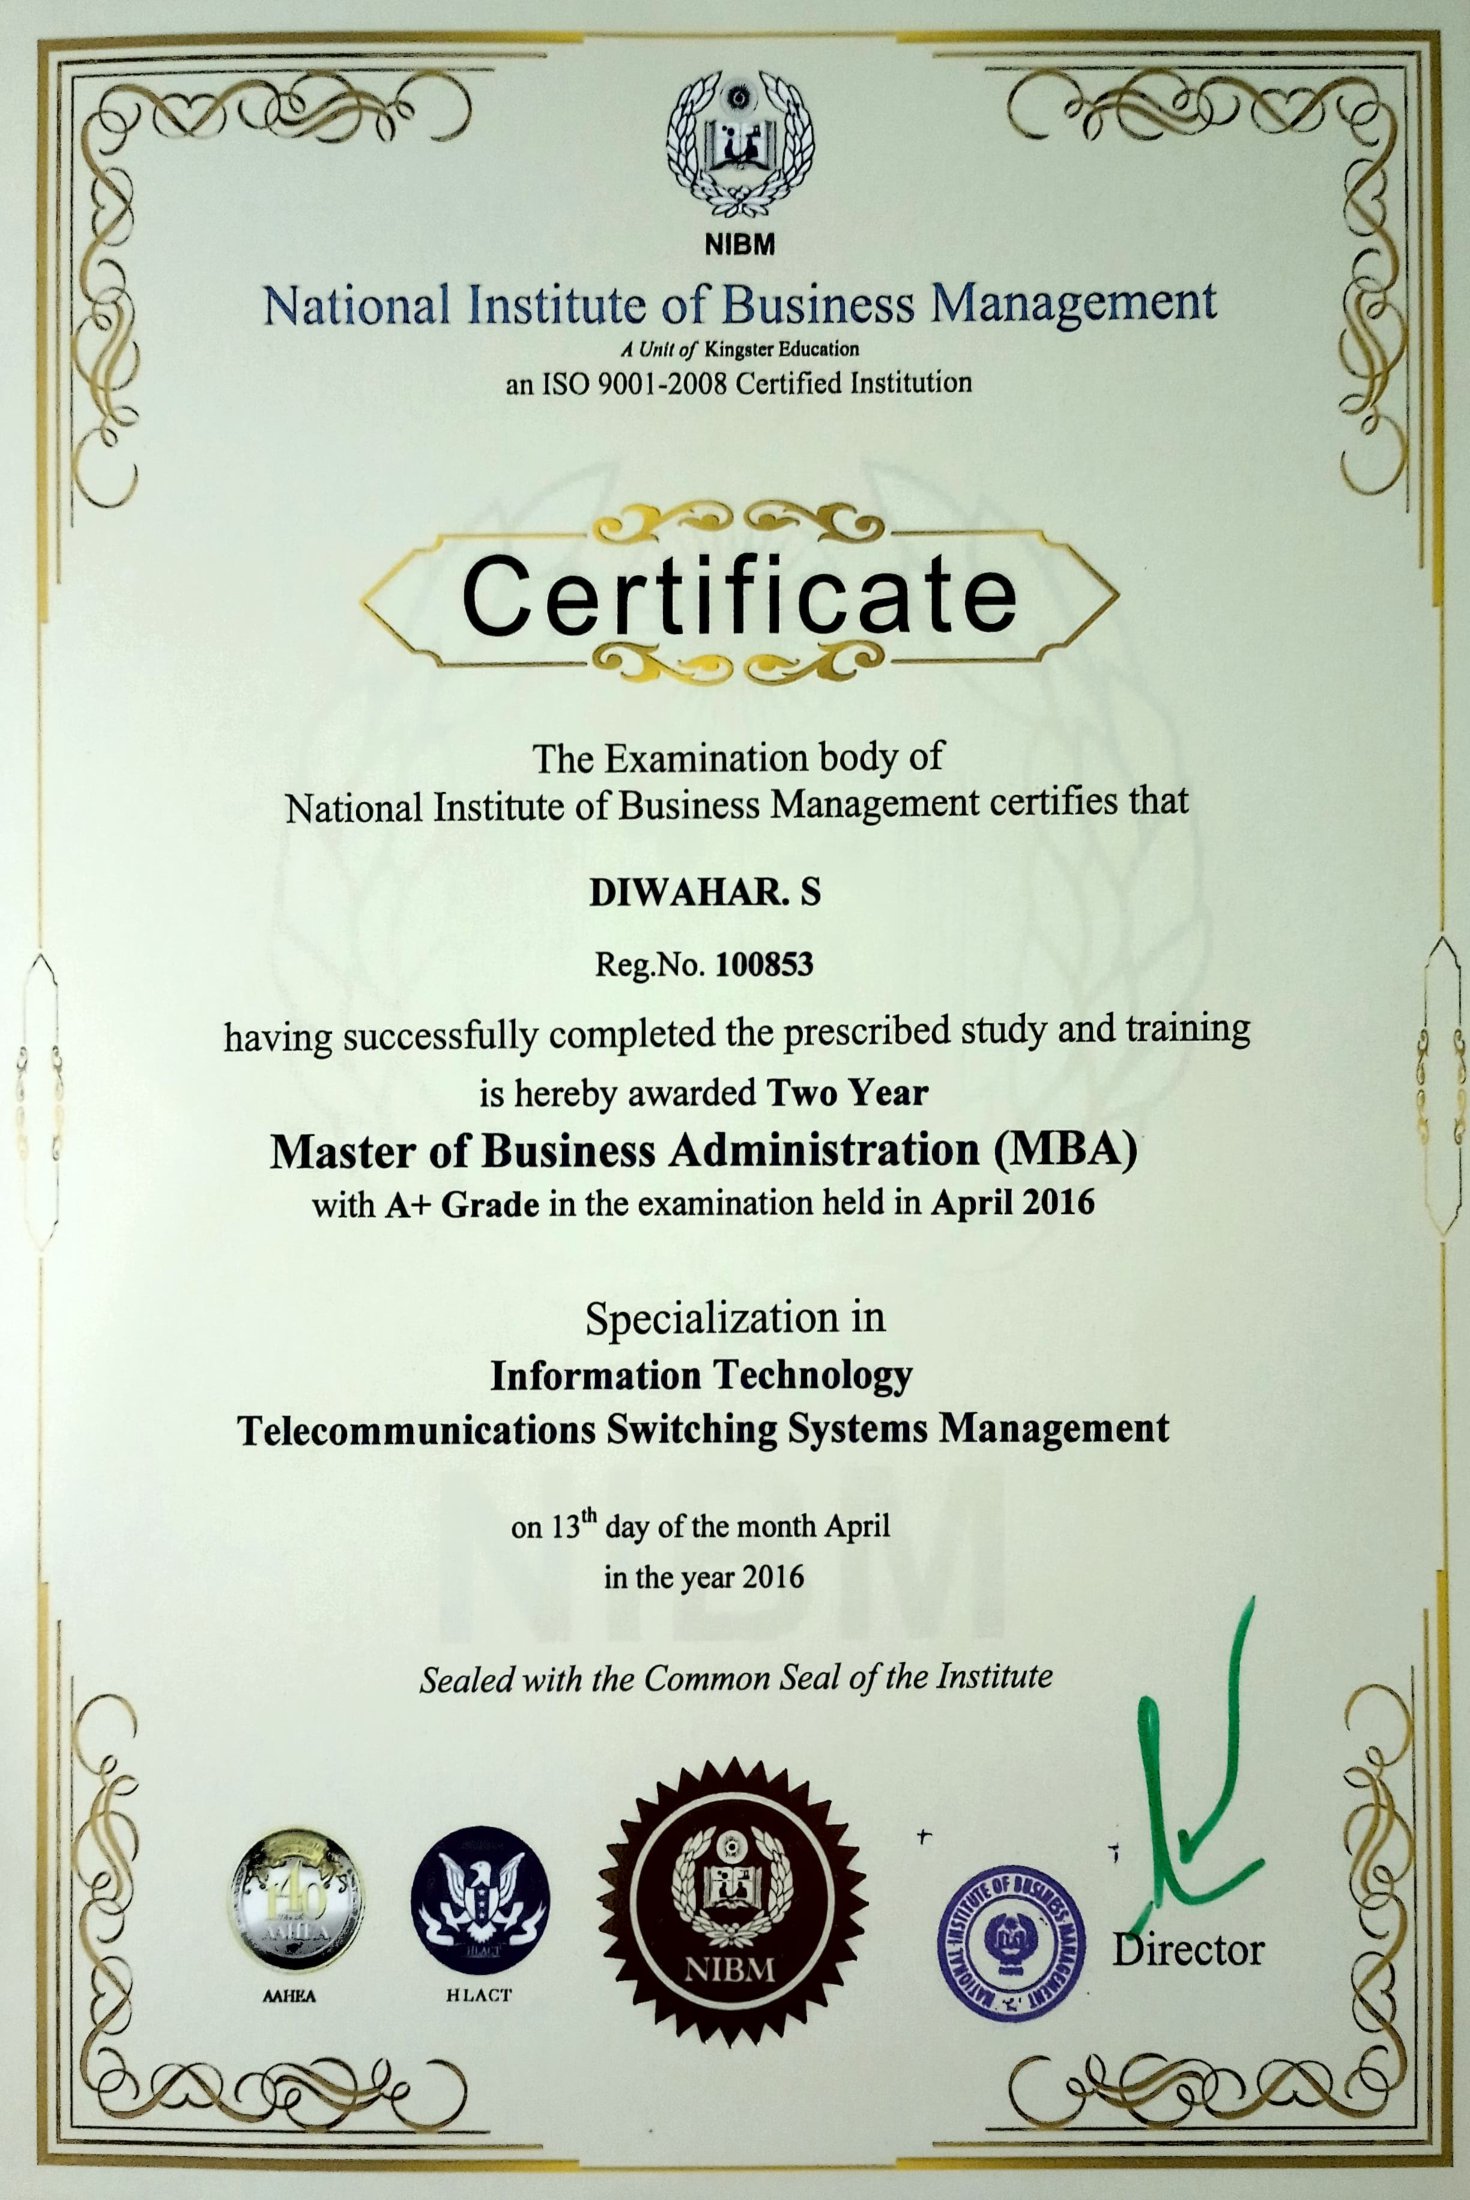 NIBM
National Institute of Business Management
A Unit of Kingster Education
an ISO 9001-2008 Certified Institution
Certificate
The Examination body of
National Institute of Business Management certifies that
DIWAHAR. S
Reg.No. 100853
having successfully completed the prescribed study and training
is hereby awarded Two Year
Master of Business Administration (MBA)
with A+ Grade in the examination held in April 2016
Specialization in
Information Technology
Telecommunications Switching Systems Management
on 13th day of the month April
in the year 2016
NIBM
Sealed with the Common Seal of the Institute
AAHEA
AAHEA
HLACT
HLACT
NIBM
NATIONAL INSTITUTE OF BUSINESS MANAGEMENT
Director